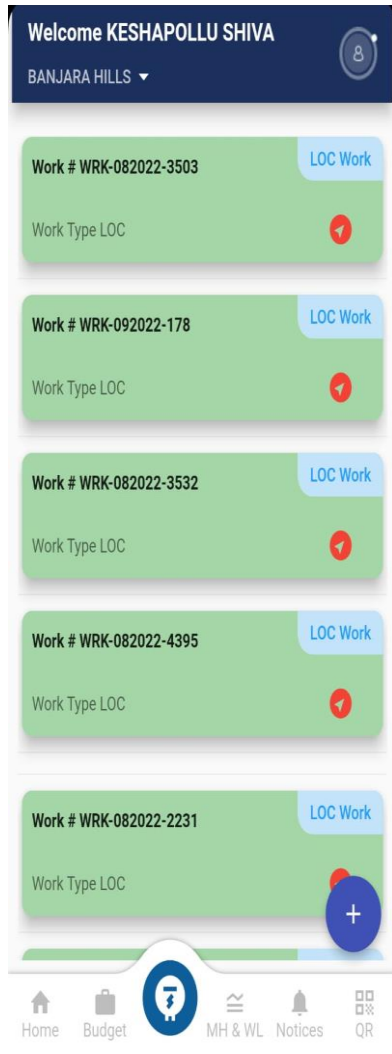 Welcome KESHAPOLLU SHIVA
BANJARA HILLS
LOC Work
Work # WRK-082022-3503
Work Type LOC
LOC Work
Work # WRK-092022-178
Work Type LOC
LOC Work
Work # WRK-082022-3532
Work Type LOC
LOC Work
Work # WRK-082022-4395
Work Type LOC
LOC Work
Work # WRK-082022-2231
Work Type LOC
+
Home Budget MH & WL Notices QR